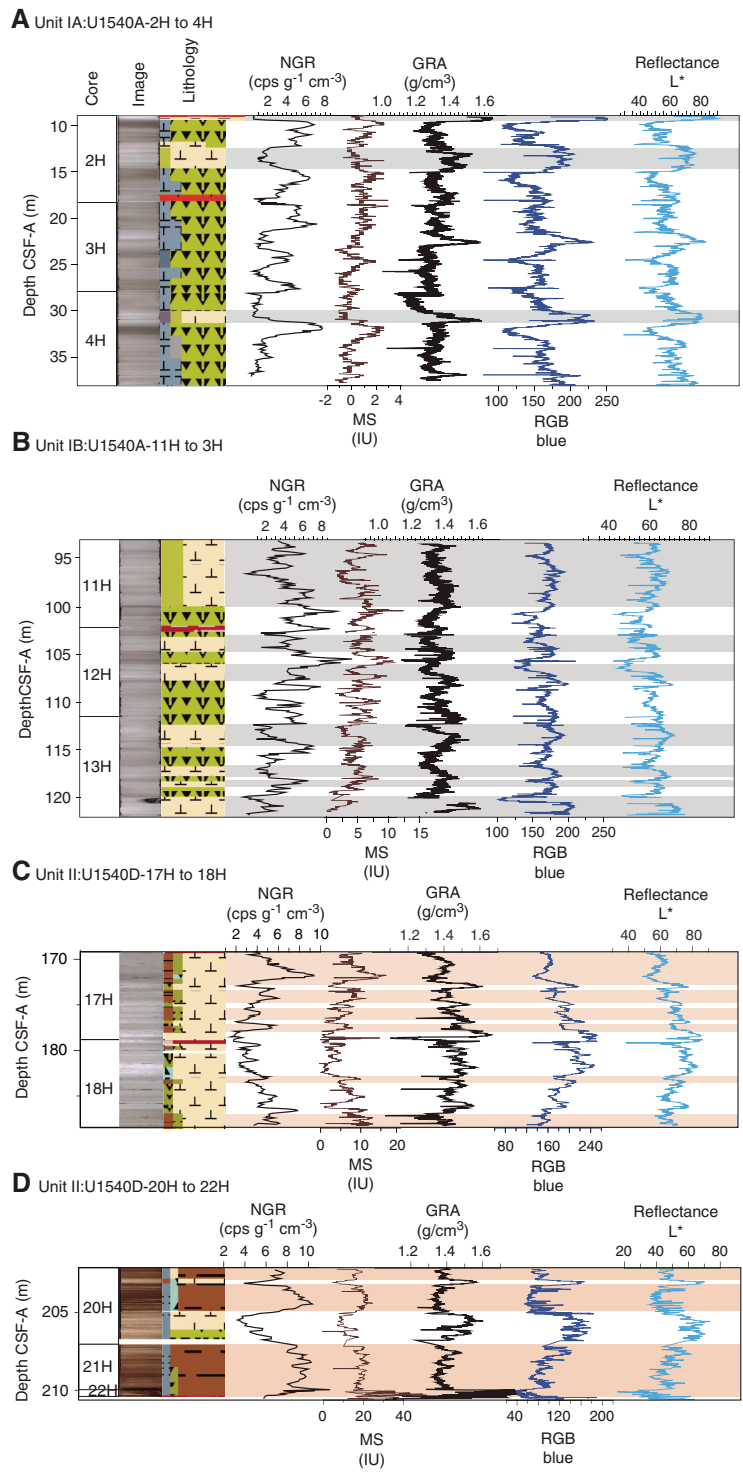 A Unit IA:U1540A-2H to 4H
Core
Image
Lithology
NGR
(cps g-1 cm-3)
2 4 6 8
1.0 1.2 1.4 1.6
GRA
(g/cm3)
Reflectance
L*
40 60 80
Depth CSF-A (m)
10
15
20
25
30
35
2H
3H
4H
-2 0 2 4
MS
(IU)
100 150 200 250
RGB
blue
B Unit IB:U1540A-11H to 3H
NGR
(cps g-1 cm-3)
2 4 6 8
GRA
(g/cm3)
1.0 1.2 1.4 1.6
Reflectance
L*
40 60 80
DepthCSF-A (m)
95
100
105
110
115
120
11H
12H
13H
0 5 10 15
MS
(IU)
100 150 200 250
RGB
blue
C Unit II:U1540D-17H to 18H
NGR
(cps g-1 cm-3)
2 4 6 8 10
GRA
(g/cm3)
1.2 1.4 1.6
Reflectance
L*
40 60 80
Depth CSF-A (m)
170
180
17H
18H
0 10 20
MS
(IU)
80 160 240
RGB
blue
D Unit II:U1540D-20H to 22H
NGR
(cps g-1 cm-3)
2 4 6 8 10
GRA
(g/cm3)
1.2 1.4 1.6
Reflectance
L*
20 40 60 80
Depth CSF-A (m)
205
210
20H
21H
22H
0 20 40
MS
(IU)
40 120 200
RGB
blue